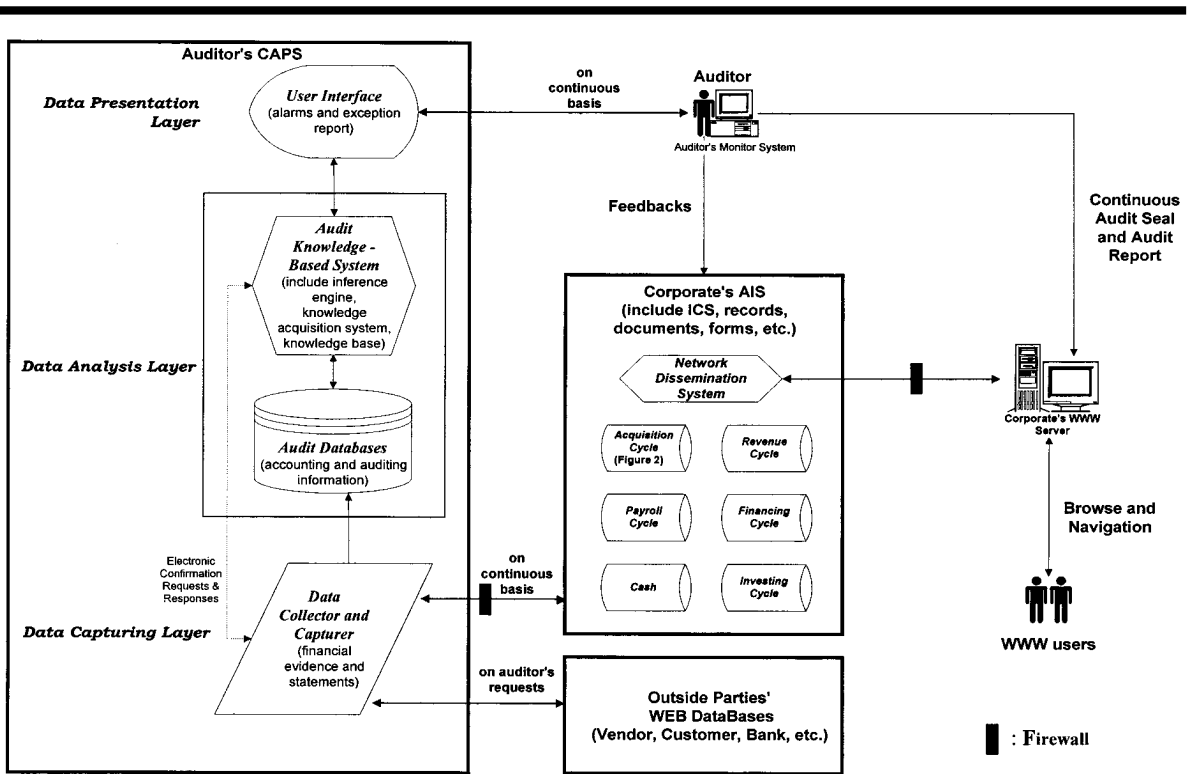 Auditor's CAPS
Data Presentation
Layer
User Interface
(alarms and exception
report)
on
continuous
basis
Auditor
Auditor's Monitor System
Feedbacks
Continuous
Audit Seal
and Audit
Report
Audit
Knowledge -
Based System
(include inference
engine,
knowledge
acquisition system,
knowledge base)
Data Analysis Layer
Audit Databases
(accounting and auditing
information)
Corporate's AIS
(include ICS, records,
documents, forms, etc.)
Network
Dissemination
System
Acquisition
Cycle
(Figure 2)
Revenue
Cycle
Payroll
Cycle
Financing
Cycle
Cash
Investing
Cycle
Corporate's WWW
Server
Browse and
Navigation
WWW users
Electronic
Confirmation
Requests &
Responses
on
continuous
basis
Data Capturing Layer
Data
Collector and
Capturer
(financial
evidence and
statements)
on auditor's
requests
Outside Parties'
WEB DataBases
(Vendor, Customer, Bank, etc.)
: Firewall